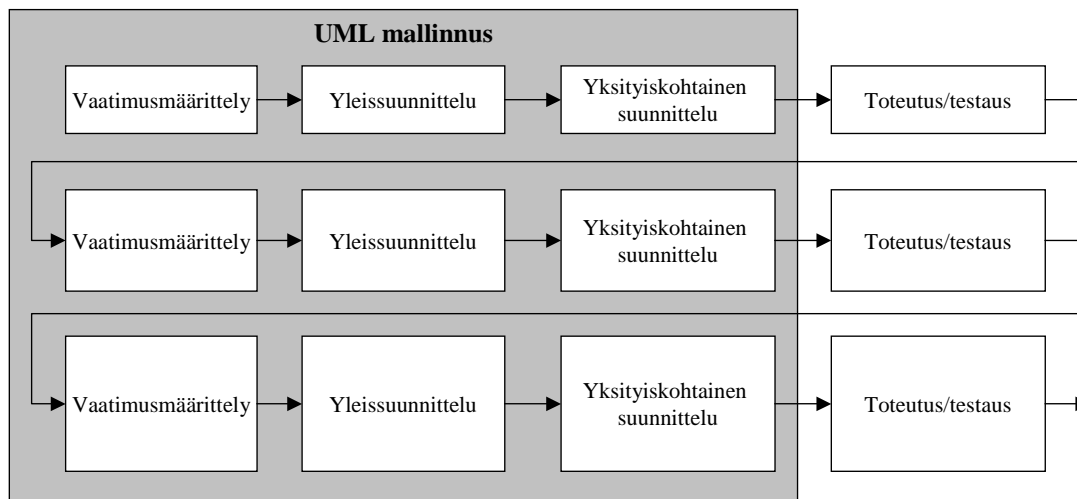 UML mallinnus
Vaatimusmäärittely
Yleissuunnittelu
Yksityiskohtainen
suunnittelu
Toteutus/testaus
Vaatimusmäärittely
Yleissuunnittelu
Yksityiskohtainen
suunnittelu
Toteutus/testaus
Vaatimusmäärittely
Yleissuunnittelu
Yksityiskohtainen
suunnittelu
Toteutus/testaus